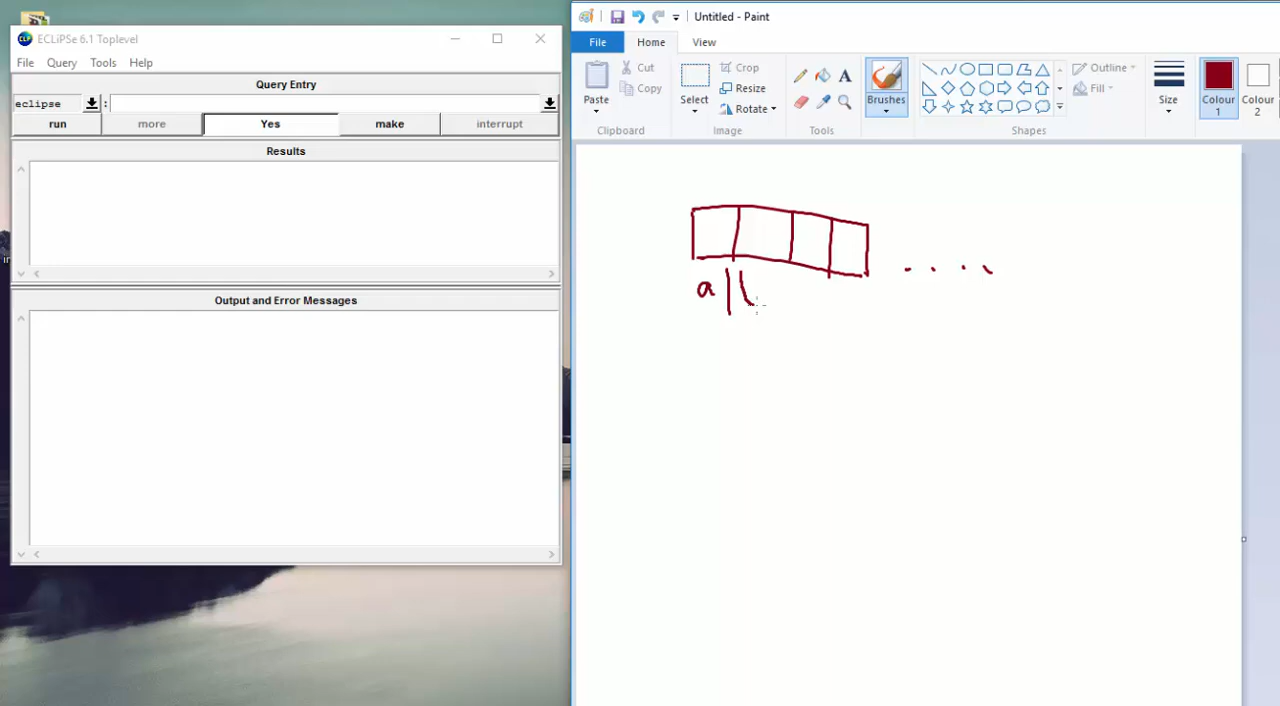 ECLiPSe 6.1 Toplevel
File Query Tools Help
Query Entry
eclipse :
run more Yes make interrupt
Results
Output and Error Messages
Untitled - Paint
File Home View
Paste
Cut
Copy
Clipboard
Select
Crop
Resize
Rotate
Image
A
Tools
Brushes
Outline
Fill
Shapes
Size
Colour 1
Colour 2
a |